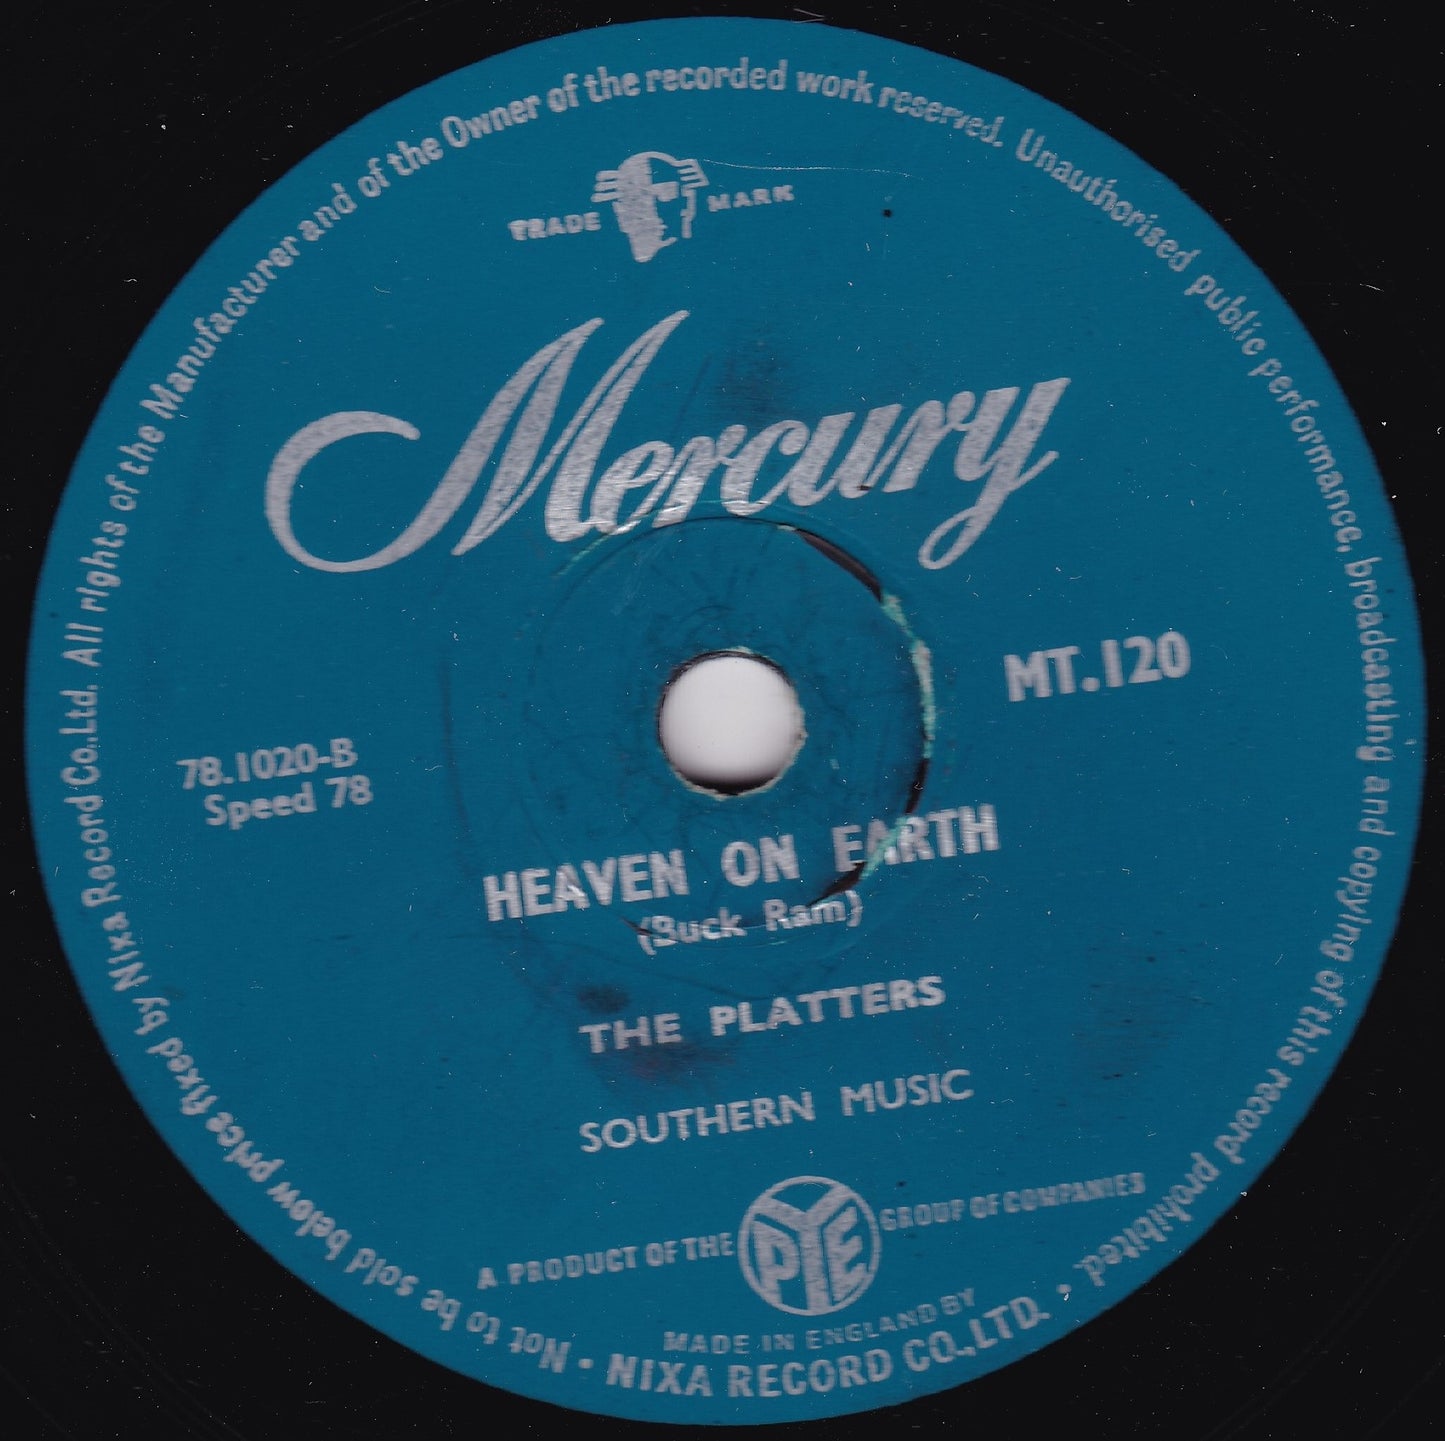 Not to be sold below price fixed by Nixa Record Co.,Ltd. All rights of the Manufacturer and of the Owner of the recorded work reserved. Unauthorised public performance, broadcasting and copying of this record prohibited.
TRADE MARK
Mercury
MT.120
78.1020-B
Speed 78
HEAVEN ON EARTH
(Buck Ram)
THE PLATTERS
SOUTHERN MUSIC
A PRODUCT OF THE PYE GROUP OF COMPANIES
MADE IN ENGLAND BY
• NIXA RECORD CO.,LTD. •